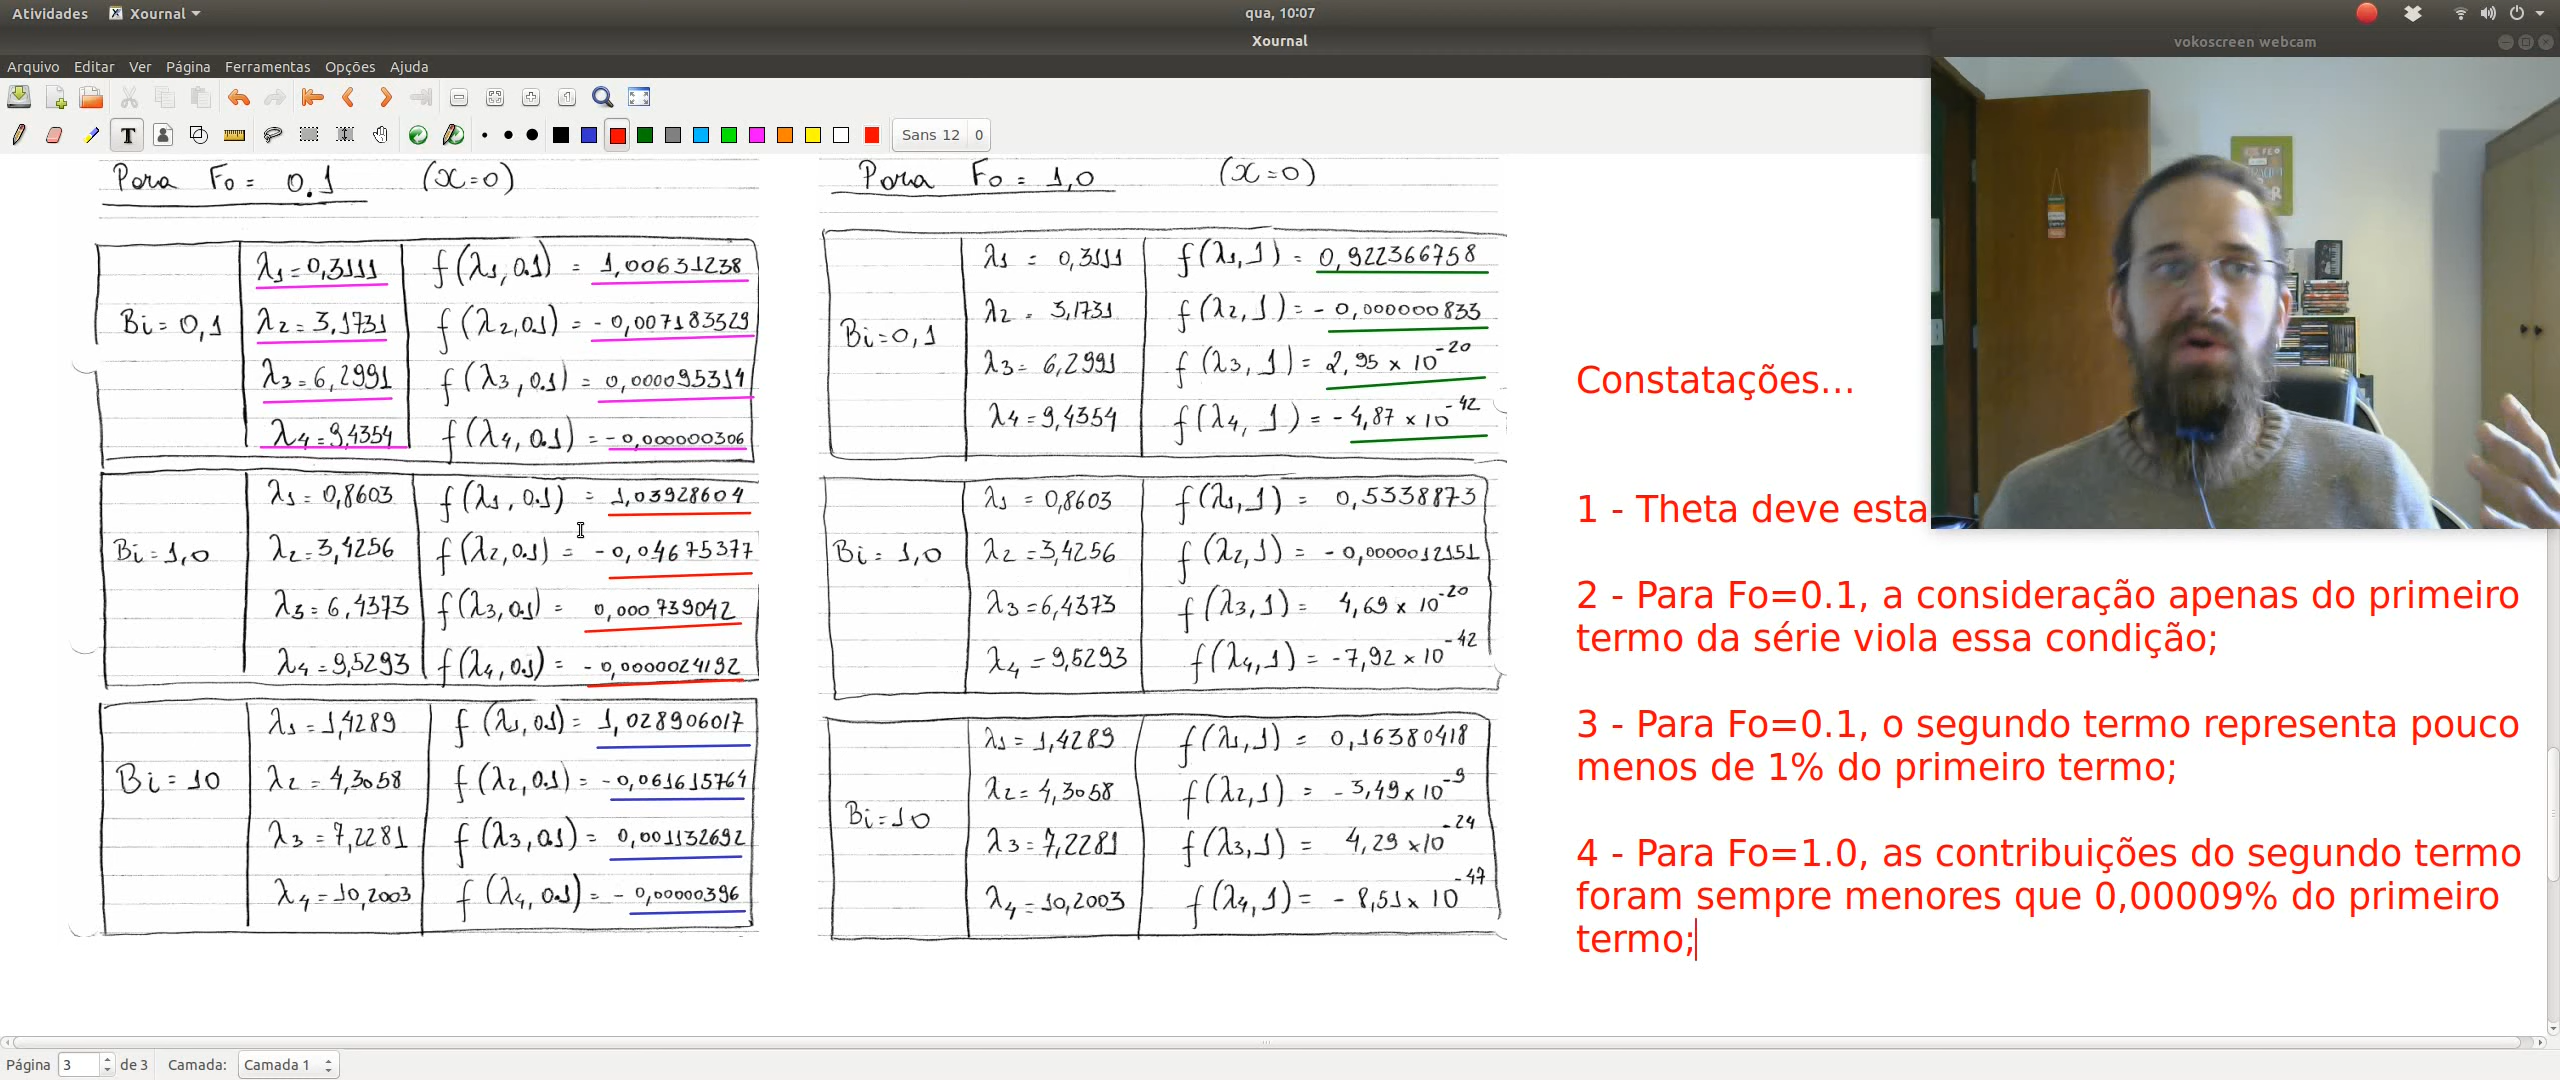 Atividades Xournal qua, 10:07
Xournal
vokoscreen webcam
Arquivo Editar Ver Página Ferramentas Opções Ajuda
Sans 12 0
Para Fo = 0.1 (x=0)
Bi = 0,1
λ1 = 0,3111 f(λ1, 0.1) = 1,00631238
λ2 = 3,1731 f(λ2, 0.1) = - 0,007183329
λ3 = 6,2991 f(λ3, 0.1) = 0,000095314
λ4 = 9,4354 f(λ4, 0.1) = - 0,000000306
Bi = 1,0
λ1 = 0,8603 f(λ1, 0.1) = 1,03928604
λ2 = 3,4256 f(λ2, 0.1) = - 0,04675377
λ3 = 6,4373 f(λ3, 0.1) = 0,000739042
λ4 = 9,5293 f(λ4, 0.1) = - 0,0000024192
Bi = 10
λ1 = 1,4289 f(λ1, 0.1) = 1,028906017
λ2 = 4,3058 f(λ2, 0.1) = - 0,061615764
λ3 = 7,2281 f(λ3, 0.1) = 0,001132692
λ4 = 10,2003 f(λ4, 0.1) = - 0,00000396
Para Fo = 1,0 (x=0)
Bi = 0,1
λ1 = 0,3111 f(λ1, 1) = 0,922366758
λ2 = 3,1731 f(λ2, 1) = - 0,000000833
λ3 = 6,2991 f(λ3, 1) = 2,95 x 10^-20
λ4 = 9,4354 f(λ4, 1) = - 4,87 x 10^-42
Bi = 1,0
λ1 = 0,8603 f(λ1, 1) = 0,5338873
λ2 = 3,4256 f(λ2, 1) = - 0,0000012151
λ3 = 6,4373 f(λ3, 1) = 4,69 x 10^-20
λ4 = 9,5293 f(λ4, 1) = - 7,92 x 10^-42
Bi = 10
λ1 = 1,4289 f(λ1, 1) = 0,16380418
λ2 = 4,3058 f(λ2, 1) = - 3,49 x 10^-9
λ3 = 7,2281 f(λ3, 1) = 4,29 x 10^-24
λ4 = 10,2003 f(λ4, 1) = - 8,51 x 10^-47
Constatações...
1 - Theta deve esta
2 - Para Fo=0.1, a consideração apenas do primeiro
termo da série viola essa condição;
3 - Para Fo=0.1, o segundo termo representa pouco
menos de 1% do primeiro termo;
4 - Para Fo=1.0, as contribuições do segundo termo
foram sempre menores que 0,00009% do primeiro
termo;
Página 3 de 3 Camada: Camada 1